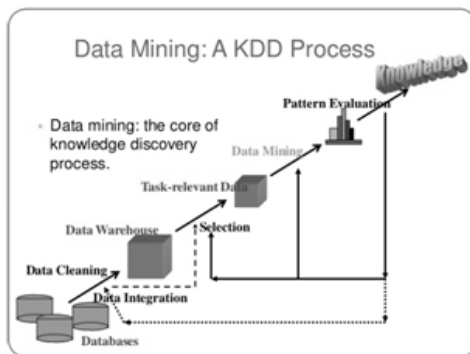 Data Mining: A KDD Process
Knowledge
Pattern Evaluation
• Data mining: the core of
knowledge discovery
process.
Data Mining
Task-relevant Data
Data Warehouse
Selection
Data Cleaning
Data Integration
Databases